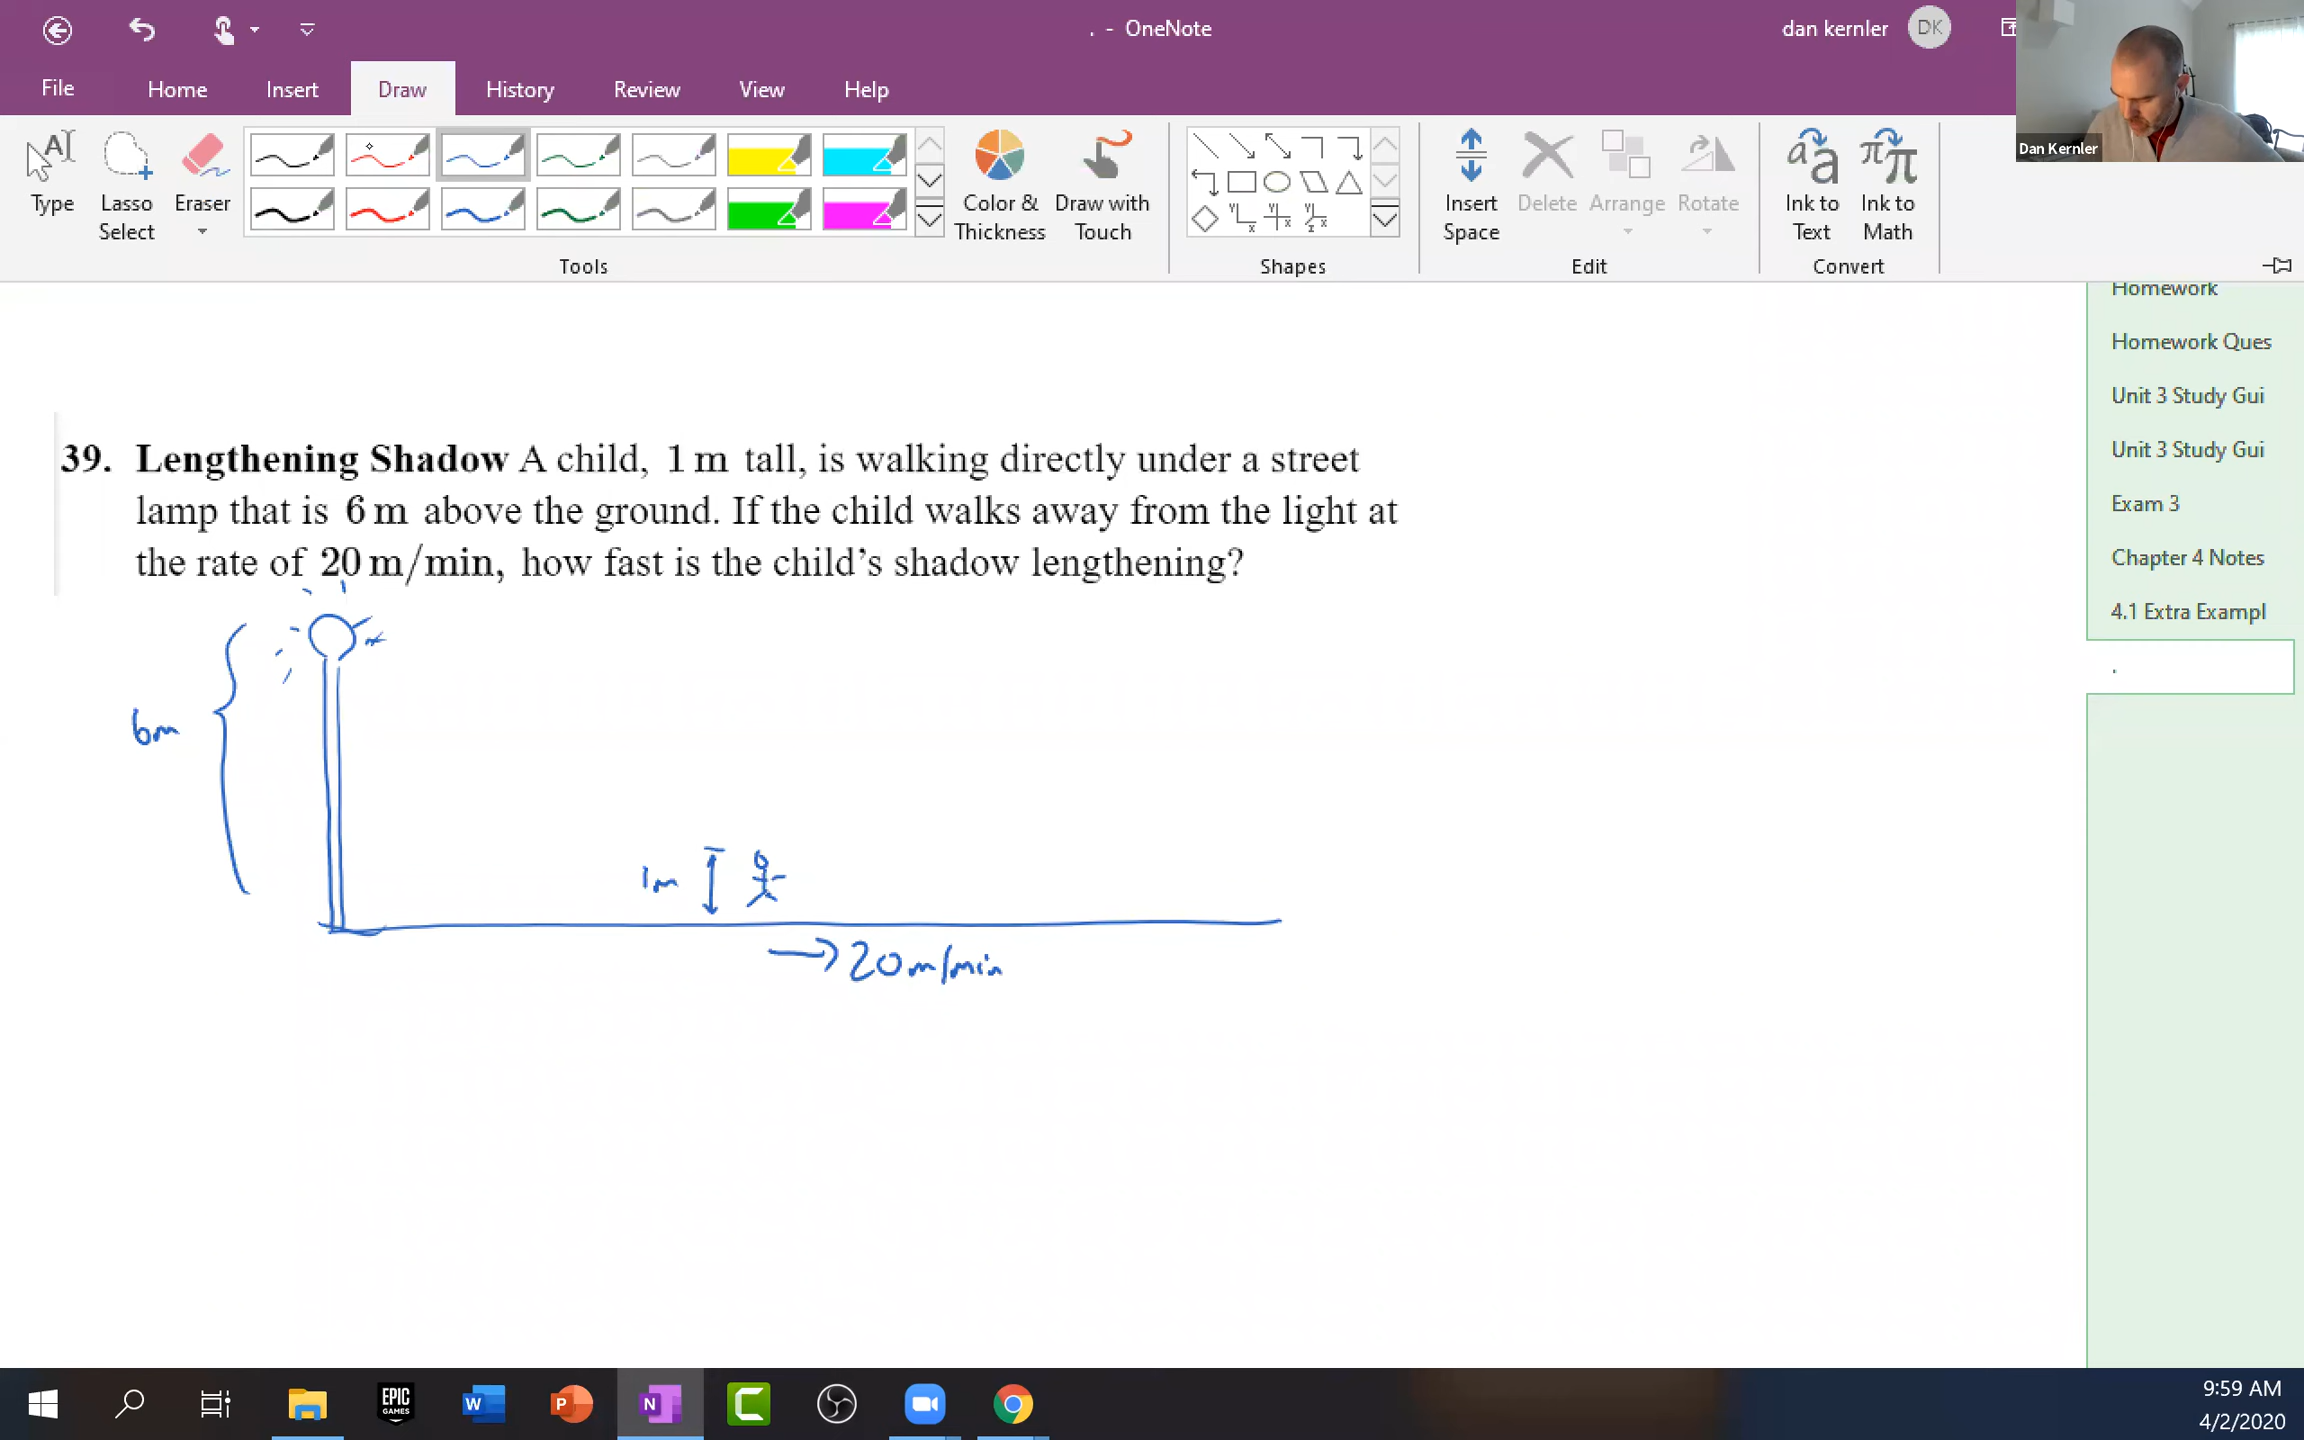 . - OneNote
dan kernler
DK
File
Home
Insert
Draw
History
Review
View
Help
Dan Kernler
Type
Lasso Select
Eraser
Color & Thickness
Draw with Touch
Insert Space
Delete
Arrange
Rotate
Ink to Text
Ink to Math
Tools
Shapes
Edit
Convert
Homework
Homework Ques
Unit 3 Study Gui
Unit 3 Study Gui
Exam 3
Chapter 4 Notes
4.1 Extra Exampl
.
39. Lengthening Shadow A child, 1 m tall, is walking directly under a street
lamp that is 6 m above the ground. If the child walks away from the light at
the rate of 20 m/min, how fast is the child’s shadow lengthening?
6m
1m
20m/min
EPIC GAMES
9:59 AM
4/2/2020